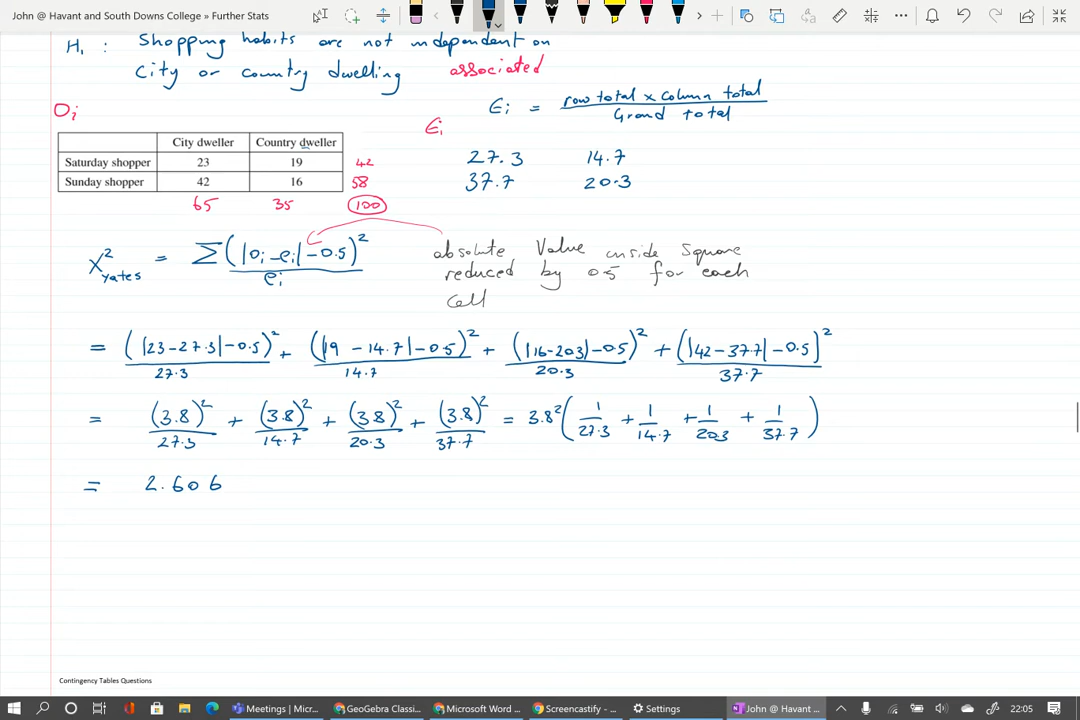 John @ Havant and South Downs College » Further Stats
H₁ : Shopping habits are not independent on
City or country dwelling associated
Oᵢ
Eᵢ = row total x column total / Grand total
Eᵢ
City dweller Country dweller
Saturday shopper 23 19 42
Sunday shopper 42 16 58
65 35 100
27.3 14.7
37.7 20.3
X²yates = Σ(|Oᵢ-eᵢ|-0.5)² / eᵢ
absolute Value inside Square
reduced by 0.5 for each
cell
= (|23-27.3|-0.5)² / 27.3 + (|19-14.7|-0.5)² / 14.7 + (|16-20.3|-0.5)² / 20.3 + (|42-37.7|-0.5)² / 37.7
= (3.8)² / 27.3 + (3.8)² / 14.7 + (3.8)² / 20.3 + (3.8)² / 37.7 = 3.8² (1/27.3 + 1/14.7 + 1/20.3 + 1/37.7)
= 2.606
Contingency Tables Questions
Meetings | Micr...
GeoGebra Classi...
Microsoft Word ...
Screencastify - ...
Settings
John @ Havant ...
22:05